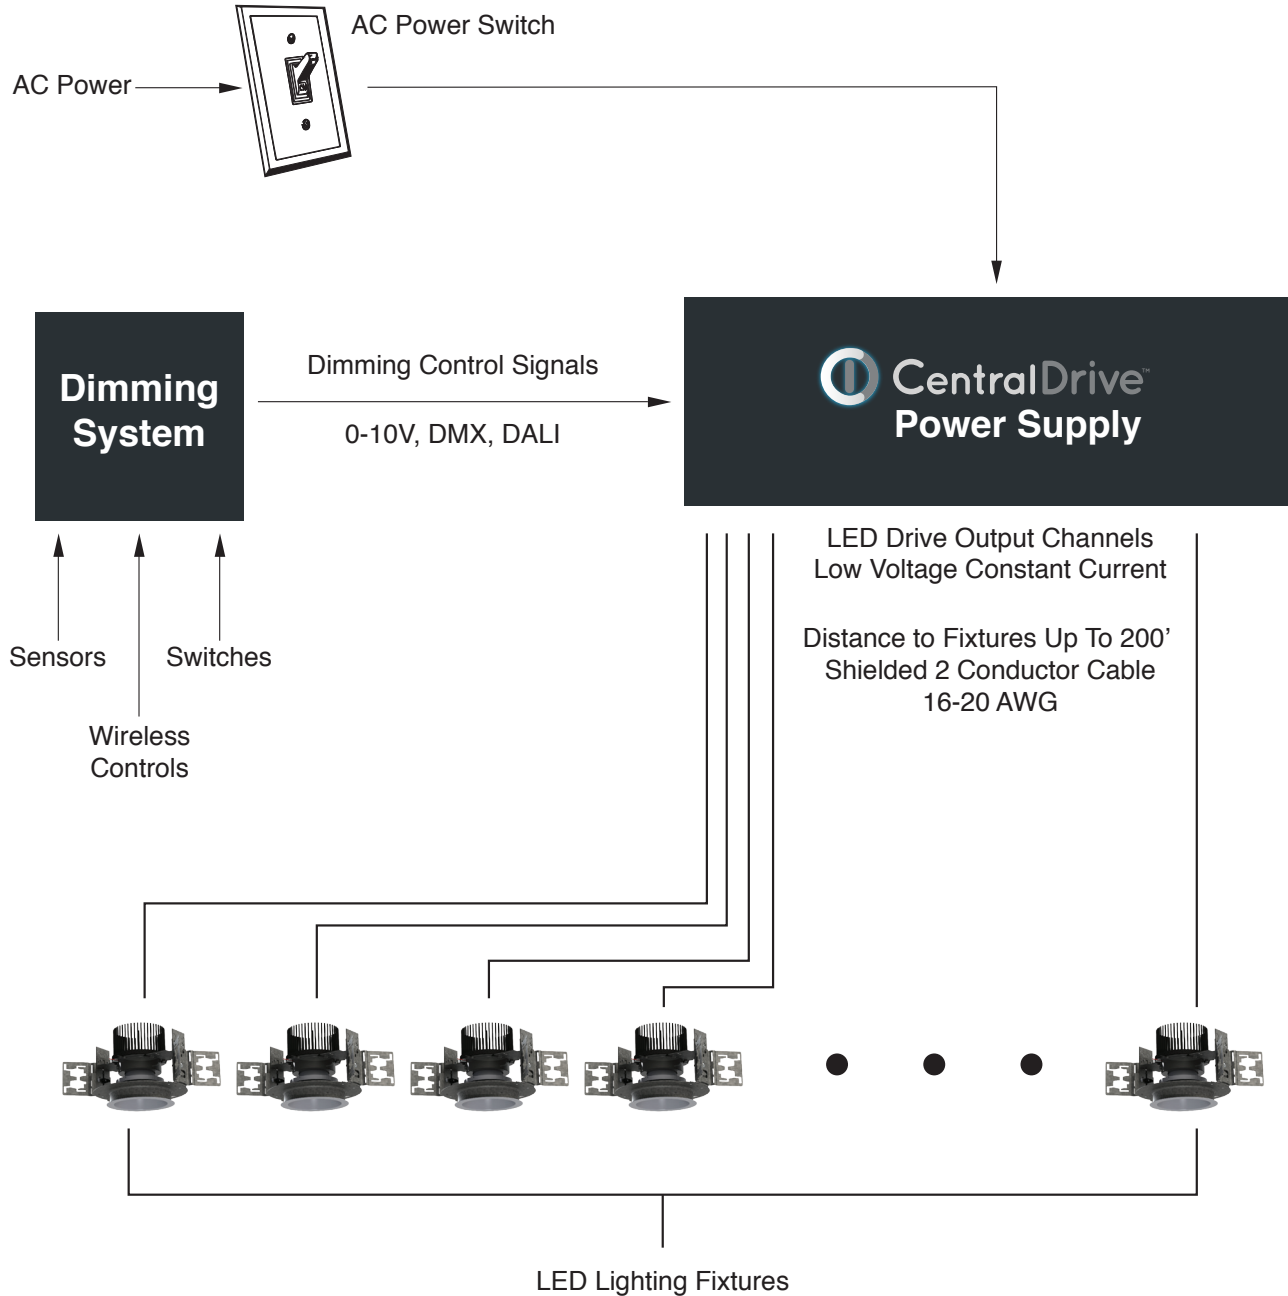 AC Power Switch
AC Power
Dimming
System
Dimming Control Signals
0-10V, DMX, DALI
CentralDrive™
Power Supply
LED Drive Output Channels
Low Voltage Constant Current
Distance to Fixtures Up To 200’
Shielded 2 Conductor Cable
16-20 AWG
Sensors
Switches
Wireless
Controls
LED Lighting Fixtures